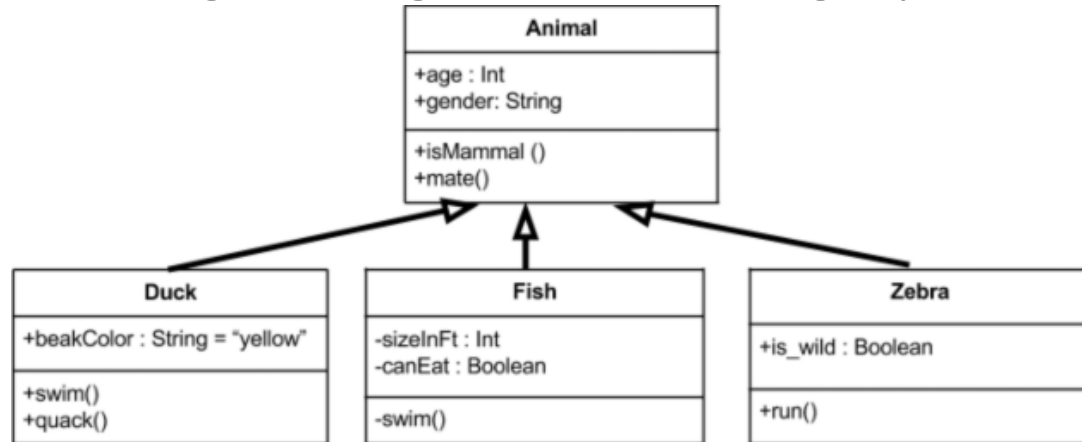 Animal
+age : Int
+gender: String
+isMammal ()
+mate()
Duck
+beakColor : String = “yellow”
+swim()
+quack()
Fish
-sizeInFt : Int
-canEat : Boolean
-swim()
Zebra
+is_wild : Boolean
+run()